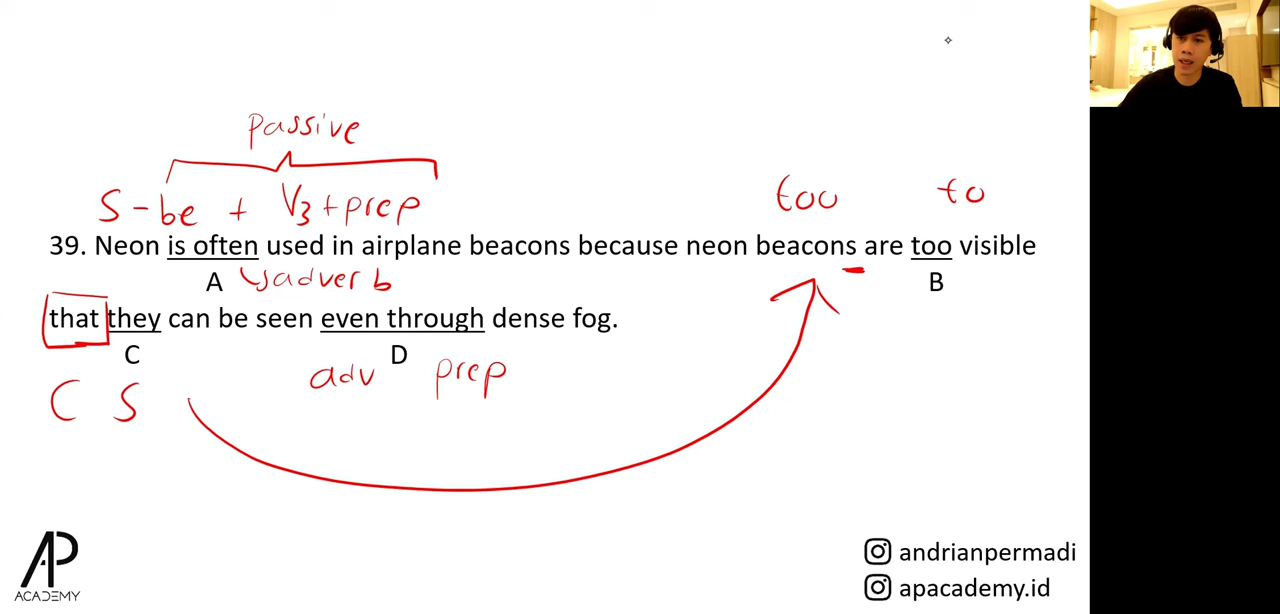 passive
S - be + V3 + prep
too to
39. Neon is often used in airplane beacons because neon beacons are too visible
A ↳adverb B
that they can be seen even through dense fog.
C D
adv prep
C S
AP
ACADEMY
andrianpermadi
apacademy.id